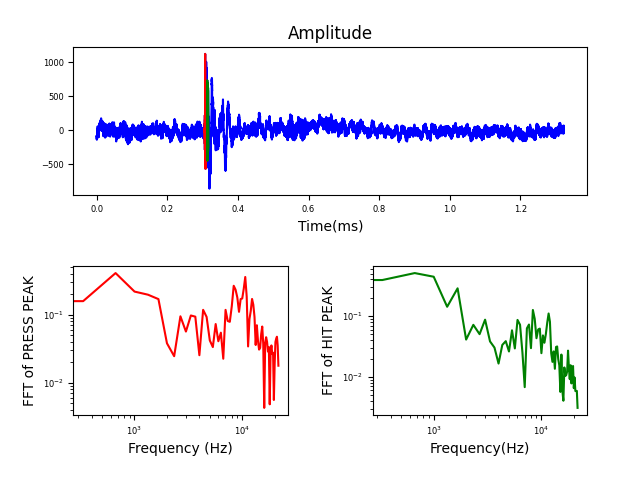 Amplitude
1000
500
0
−500
0.0 0.2 0.4 0.6 0.8 1.0 1.2
Time(ms)
FFT of PRESS PEAK
10⁻¹
10⁻²
10³ 10⁴
Frequency (Hz)
FFT of HIT PEAK
10⁻¹
10⁻²
10³ 10⁴
Frequency(Hz)